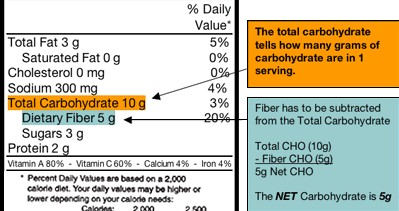 % Daily
Value*
Total Fat 3 g 5%
Saturated Fat 0 g 0%
Cholesterol 0 mg 0%
Sodium 300 mg 4%
Total Carbohydrate 10 g 3%
Dietary Fiber 5 g 20%
Sugars 3 g
Protein 2 g
Vitamin A 80% - Vitamin C 60% - Calcium 4% - Iron 4%
* Percent Daily Values are based on a 2,000
calorie diet. Your daily values may be higher or
lower depending on your calorie needs:
Calories: 2,000 2,500
The total carbohydrate
tells how many grams of
carbohydrate are in 1
serving.
Fiber has to be subtracted
from the Total Carbohydrate
Total CHO (10g)
- Fiber CHO (5g)
5g Net CHO
The NET Carbohydrate is 5g